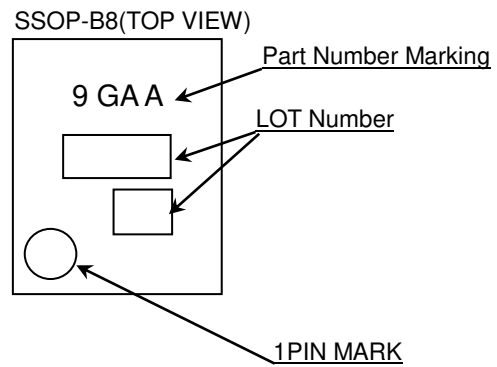 SSOP-B8(TOP VIEW)
Part Number Marking
9 GA A
LOT Number
1PIN MARK